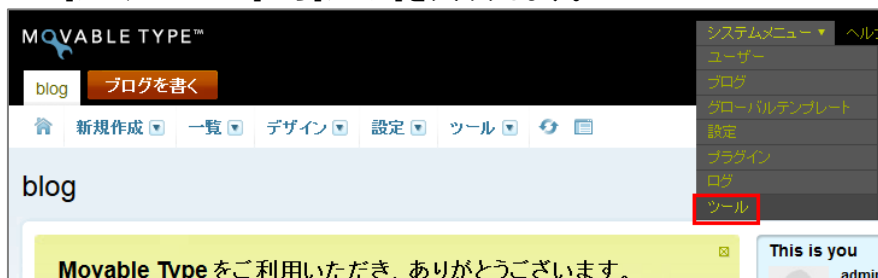 MOVABLE TYPE™
システムメニュー▼
ユーザー
ブログ
グローバルテンプレート
設定
プラグイン
ログ
ツール
blog ブログを書く
新規作成 一覧 デザイン 設定 ツール
blog
Movable Type をご利用いただき、ありがとうございます。
This is you